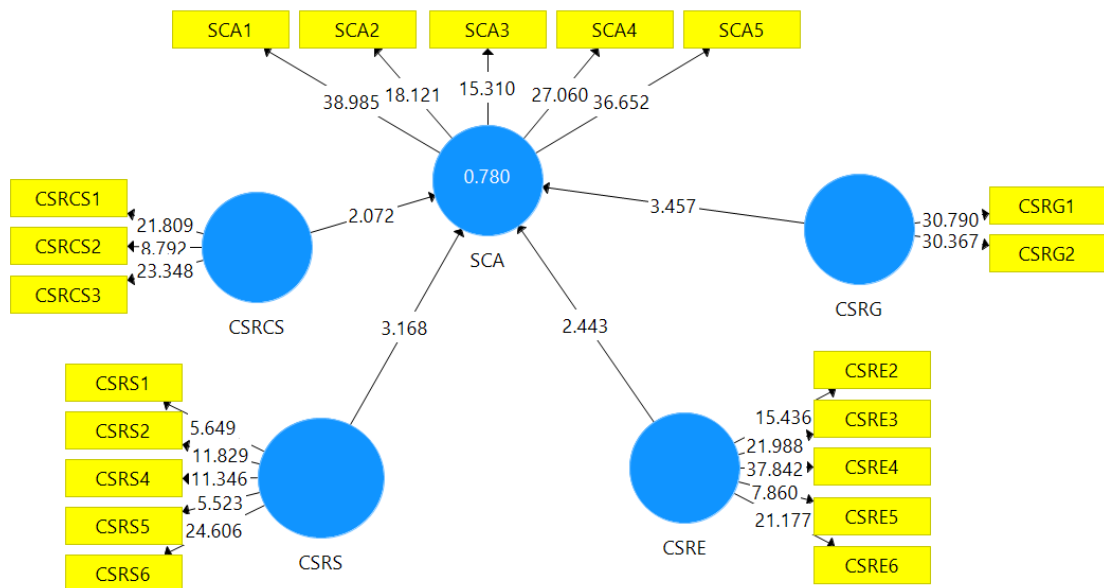 SCA1
SCA2
SCA3
SCA4
SCA5
38.985
18.121
15.310
27.060
36.652
0.780
SCA
CSRCS1
CSRCS2
CSRCS3
21.809
8.792
23.348
CSRCS
2.072
3.457
CSRG
30.790
30.367
CSRG1
CSRG2
3.168
2.443
CSRS1
CSRS2
CSRS4
CSRS5
CSRS6
5.649
11.829
11.346
5.523
24.606
CSRS
CSRE
15.436
21.988
37.842
7.860
21.177
CSRE2
CSRE3
CSRE4
CSRE5
CSRE6